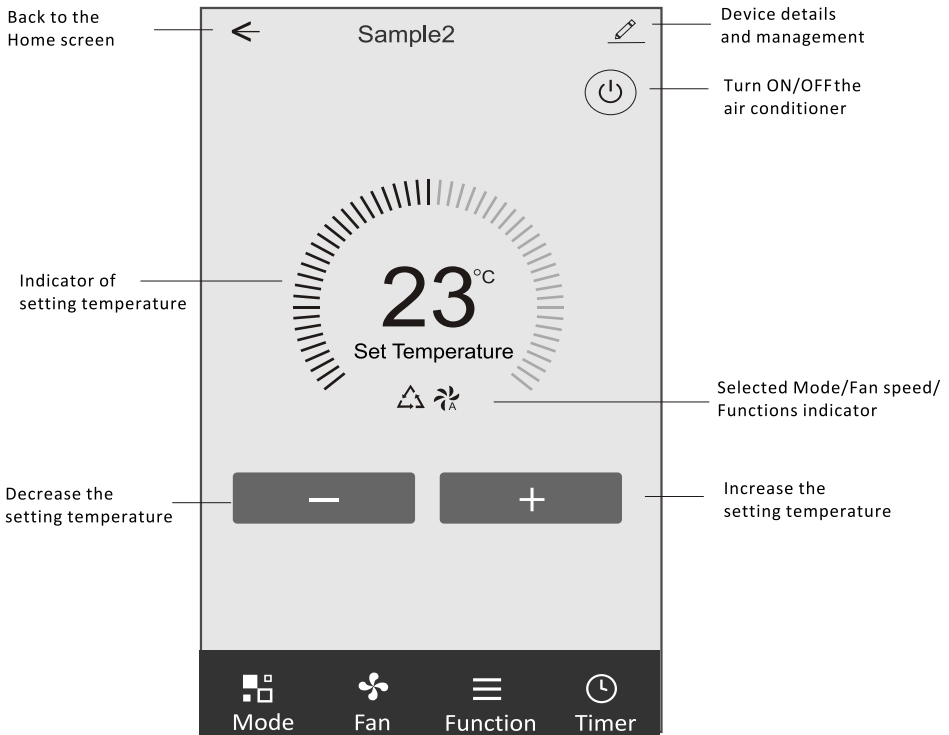 Back to the
Home screen
Sample2
Device details
and management
Turn ON/OFF the
air conditioner
Indicator of
setting temperature
23°C
Set Temperature
A
Selected Mode/Fan speed/
Functions indicator
Decrease the
setting temperature
Increase the
setting temperature
Mode
Fan
Function
Timer